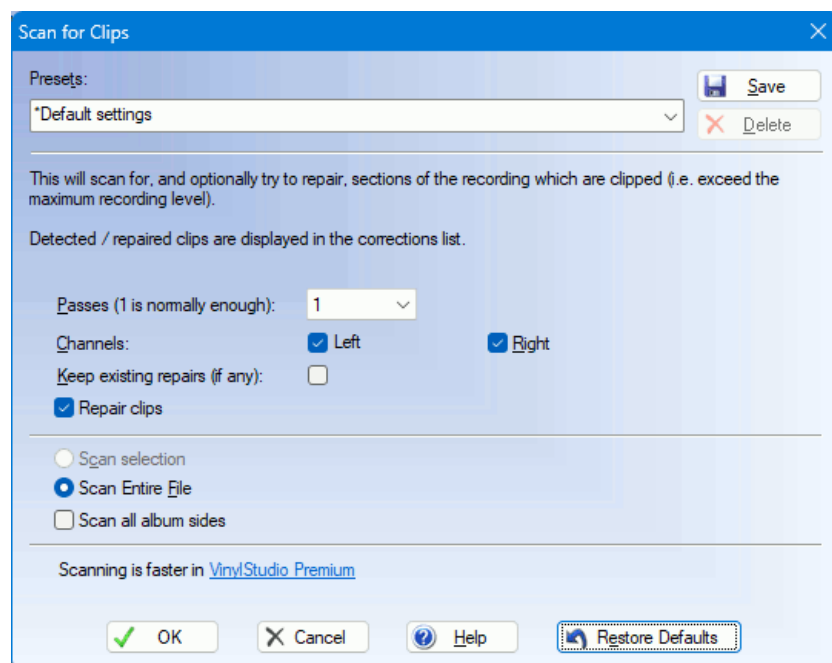 Scan for Clips
Presets:
Save
*Default settings
Delete
This will scan for, and optionally try to repair, sections of the recording which are clipped (i.e. exceed the
maximum recording level).
Detected / repaired clips are displayed in the corrections list.
Passes (1 is normally enough): 1
Channels: Left Right
Keep existing repairs (if any):
Repair clips
Scan selection
Scan Entire File
Scan all album sides
Scanning is faster in VinylStudio Premium
OK Cancel Help Restore Defaults